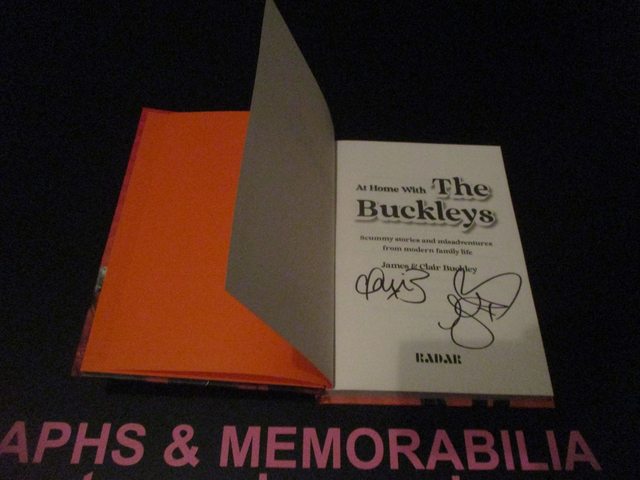 At Home With The
Buckleys
Scummy stories and misadventures
from modern family life
James & Clair Buckley
RADAR
APHS & MEMORABILIA